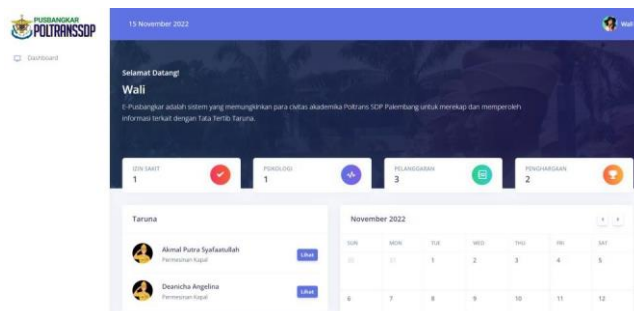 PUSBANGKAR
POLTRANSSDP
15 November 2022
Wali
Dashboard
Selamat Datang!
Wali
E-Pusbangkar adalah sistem yang memungkinkan para civitas akademika Poltrans SDP Palembang untuk merekap dan memperoleh
informasi terkait dengan Tata Tertib Taruna.
IZIN SAKIT
1
PSIKOLOGI
1
PELANGGARAN
3
PENGHARGAAN
2
Taruna
Akmal Putra Syafaatullah
Permesinan Kapal
Lihat
Deanicha Angelina
Permesinan Kapal
Lihat
November 2022
SUN MON TUE WED THU FRI SAT
30 31 1 2 3 4 5
6 7 8 9 10 11 12